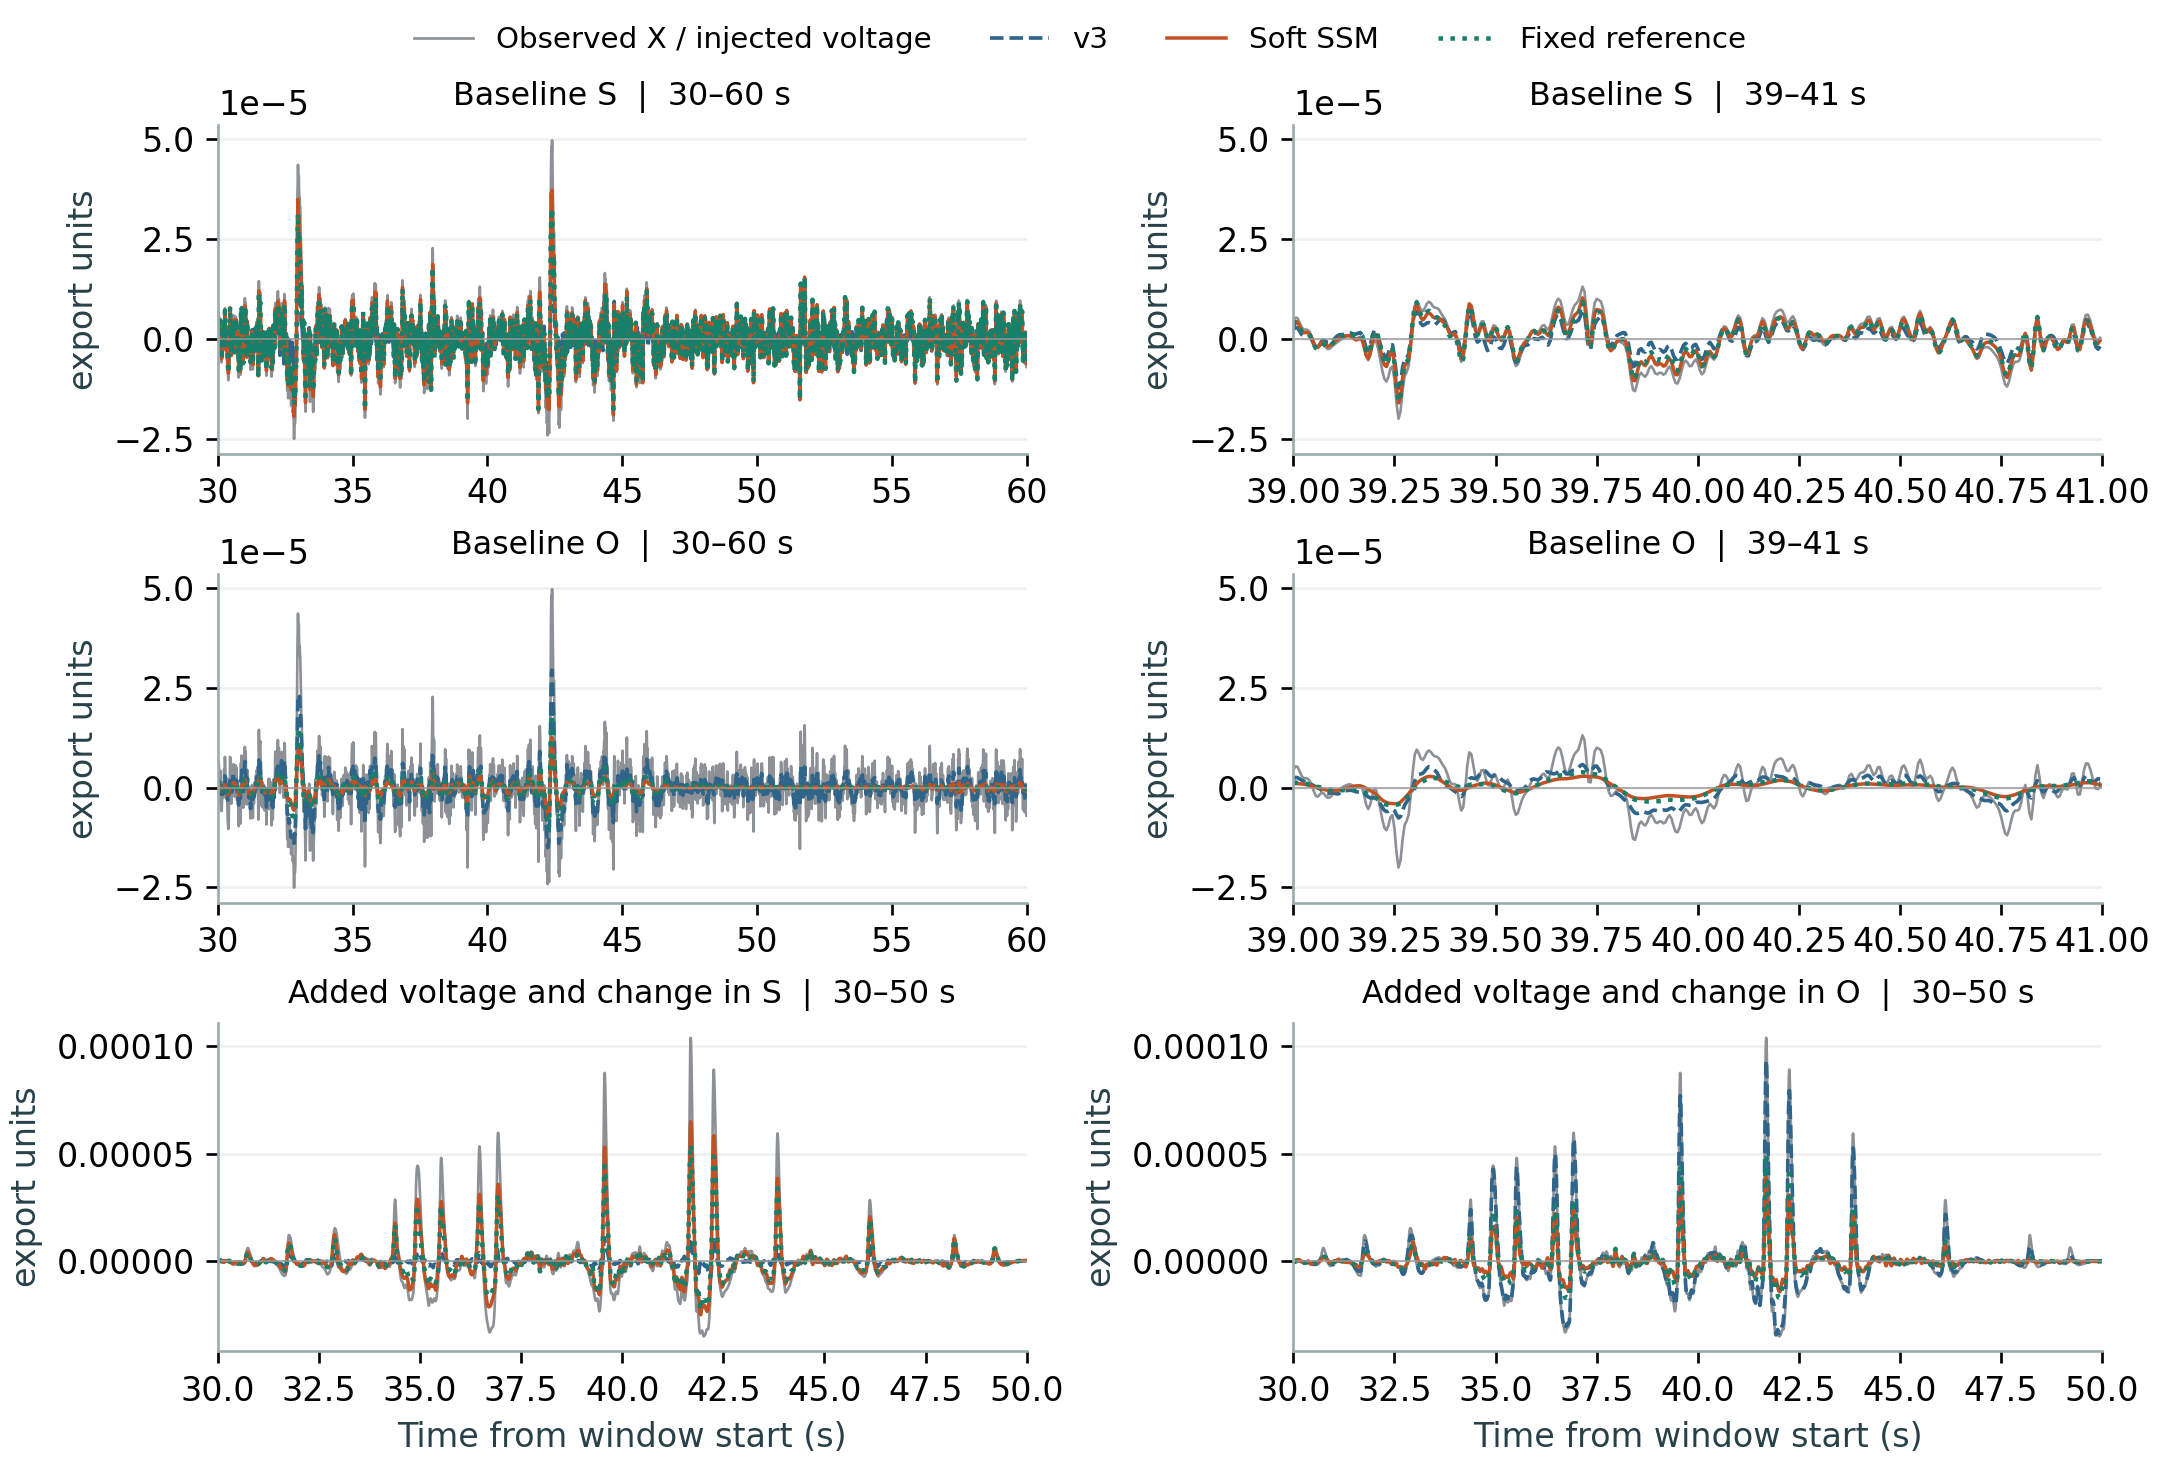 Observed X / injected voltage v3 Soft SSM Fixed reference
Baseline S | 30–60 s
1e−5
export units
5.0
2.5
0.0
−2.5
30 35 40 45 50 55 60
Baseline S | 39–41 s
1e−5
export units
5.0
2.5
0.0
−2.5
39.00 39.25 39.50 39.75 40.00 40.25 40.50 40.75 41.00
Baseline O | 30–60 s
1e−5
export units
5.0
2.5
0.0
−2.5
30 35 40 45 50 55 60
Baseline O | 39–41 s
1e−5
export units
5.0
2.5
0.0
−2.5
39.00 39.25 39.50 39.75 40.00 40.25 40.50 40.75 41.00
Added voltage and change in S | 30–50 s
export units
0.00010
0.00005
0.00000
30.0 32.5 35.0 37.5 40.0 42.5 45.0 47.5 50.0
Time from window start (s)
Added voltage and change in O | 30–50 s
export units
0.00010
0.00005
0.00000
30.0 32.5 35.0 37.5 40.0 42.5 45.0 47.5 50.0
Time from window start (s)